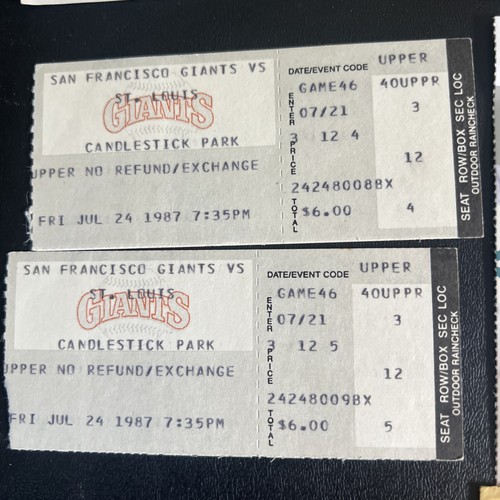 SAN FRANCISCO GIANTS VS
ST. LOUIS
GIANTS
CANDLESTICK PARK
UPPER NO REFUND/EXCHANGE
FRI JUL 24 1987 7:35PM
DATE/EVENT CODE
GAME46
07/21
3 12 4
24248008BX
$6.00
ENTER
PRICE
TOTAL
UPPER
40UPPR
3
12
4
SEAT ROW/BOX SEC LOC
OUTDOOR RAINCHECK
SAN FRANCISCO GIANTS VS
ST. LOUIS
GIANTS
CANDLESTICK PARK
UPPER NO REFUND/EXCHANGE
FRI JUL 24 1987 7:35PM
DATE/EVENT CODE
GAME46
07/21
3 12 5
24248009BX
$6.00
ENTER
PRICE
TOTAL
UPPER
40UPPR
3
12
5
SEAT ROW/BOX SEC LOC
OUTDOOR RAINCHECK